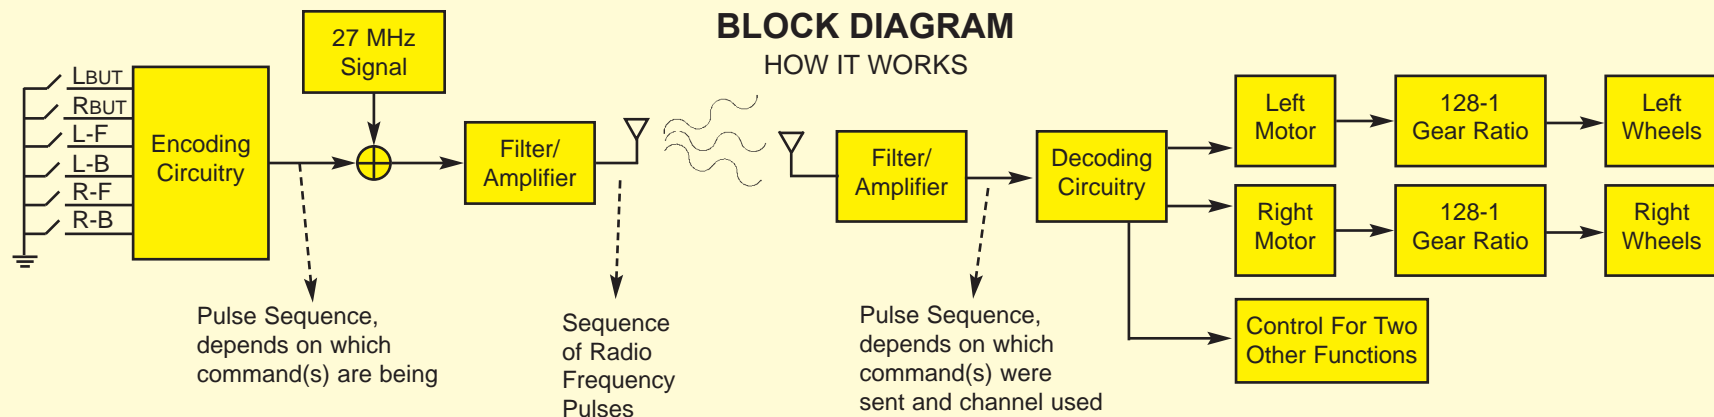 BLOCK DIAGRAM
HOW IT WORKS
27 MHz
Signal
LBUT
RBUT
L-F
L-B
R-F
R-B
Encoding
Circuitry
Filter/
Amplifier
Filter/
Amplifier
Decoding
Circuitry
Left
Motor
128-1
Gear Ratio
Left
Wheels
Right
Motor
128-1
Gear Ratio
Right
Wheels
Control For Two
Other Functions
Pulse Sequence,
depends on which
command(s) are being
Sequence
of Radio
Frequency
Pulses
Pulse Sequence,
depends on which
command(s) were
sent and channel used